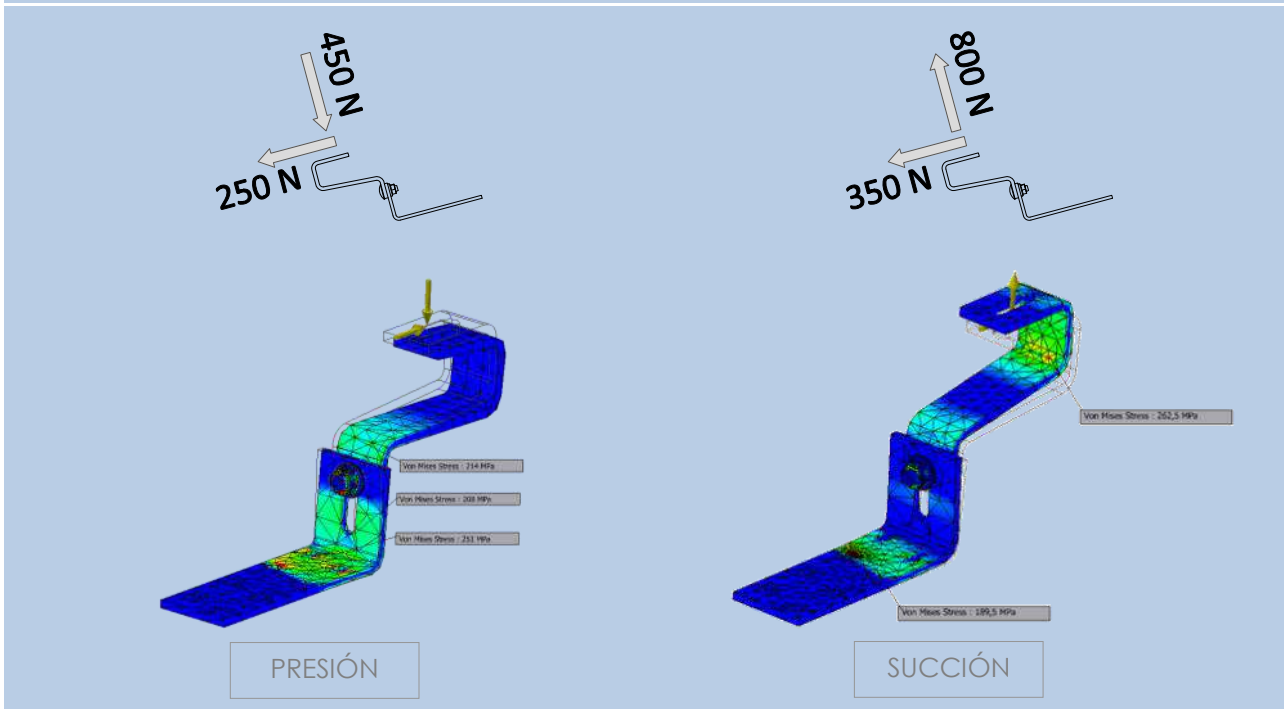 450 N
250 N
800 N
350 N
Von Mises Stress : 214 MPa
Von Mises Stress : 208 MPa
Von Mises Stress : 251 MPa
Von Mises Stress : 262,5 MPa
Von Mises Stress : 189,5 MPa
PRESIÓN
SUCCIÓN